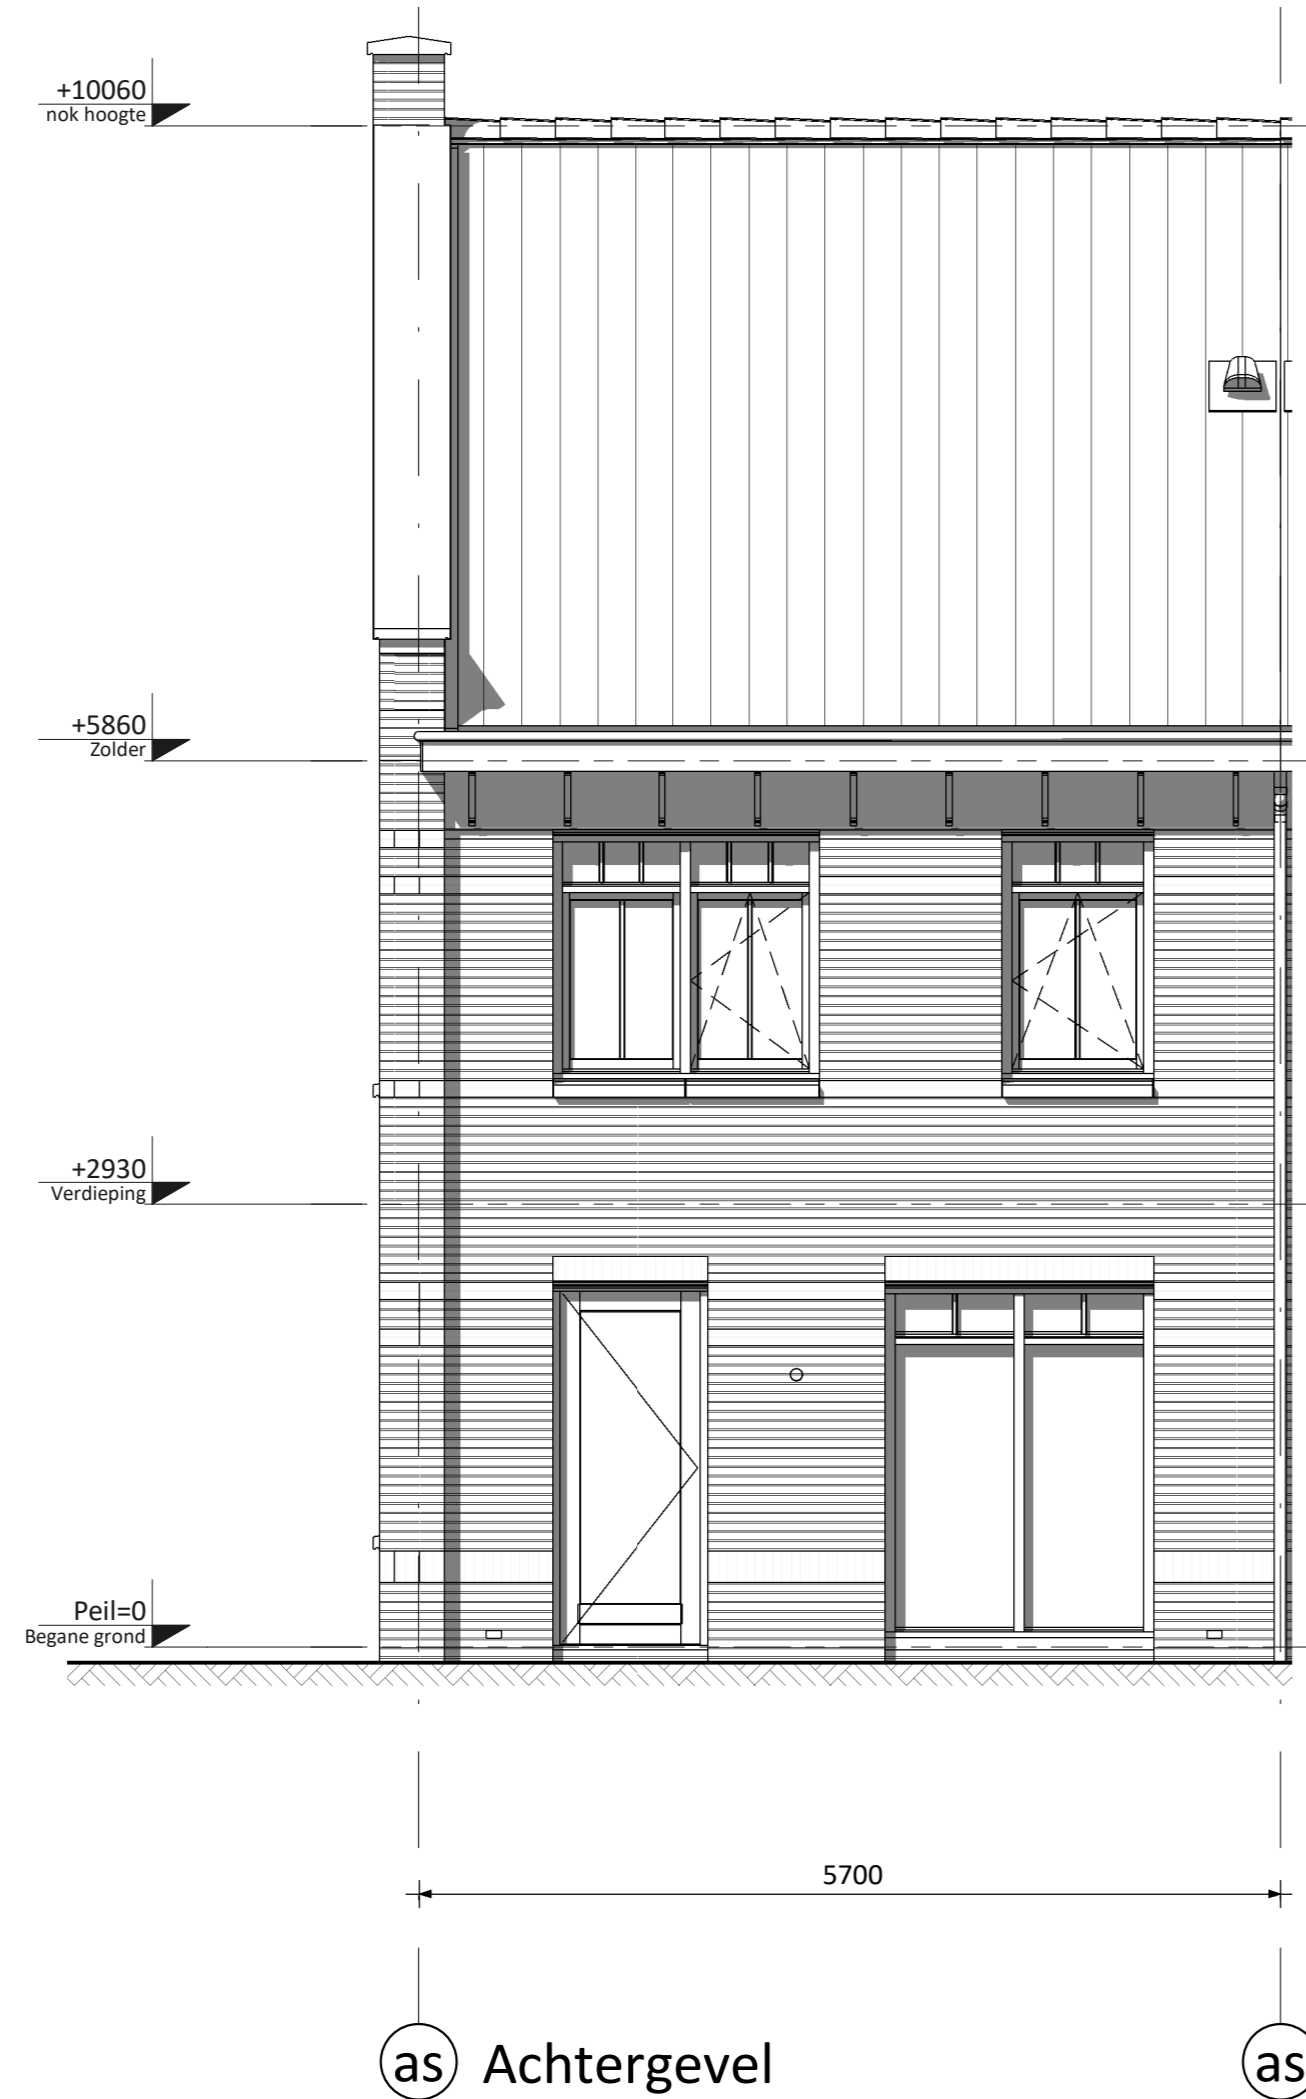 +10060
nok hoogte
+5860
Zolder
+2930
Verdieping
Peil=0
Begane grond
5700
as Achtergevel as